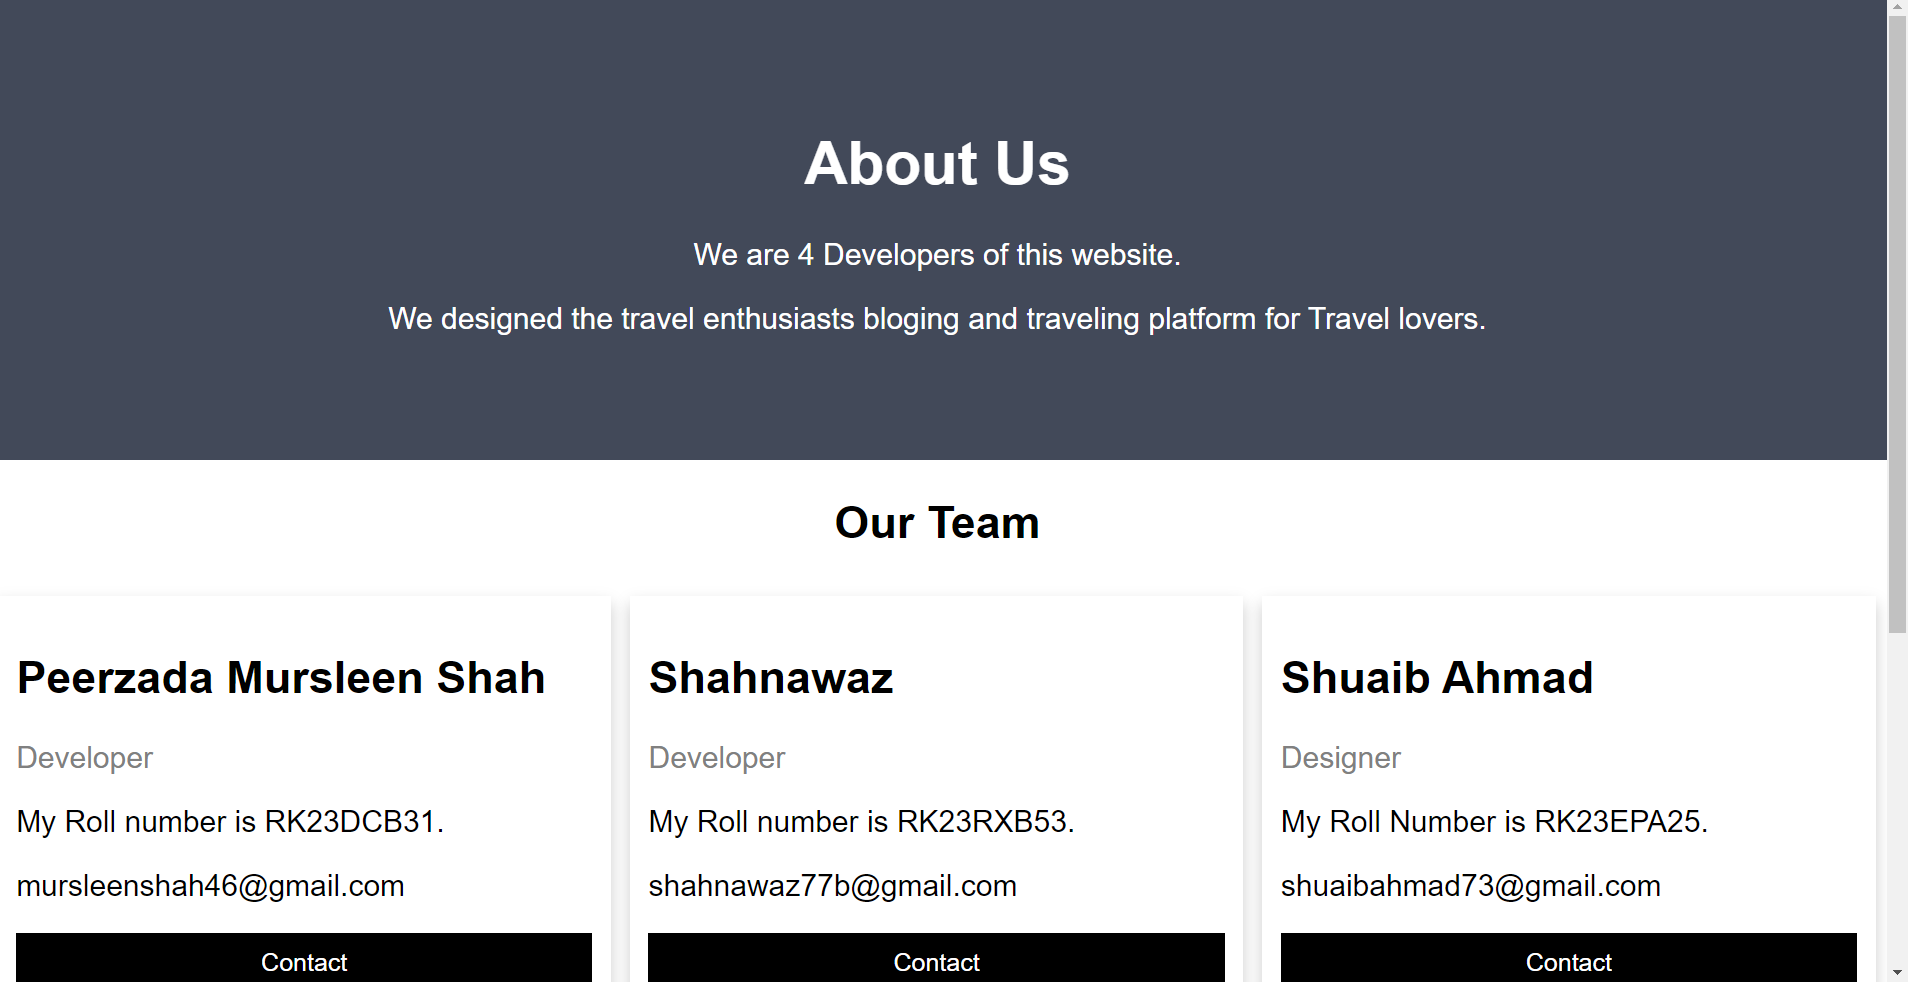 About Us
We are 4 Developers of this website.
We designed the travel enthusiasts bloging and traveling platform for Travel lovers.
Our Team
Peerzada Mursleen Shah
Developer
My Roll number is RK23DCB31.
mursleenshah46@gmail.com
Contact
Shahnawaz
Developer
My Roll number is RK23RXB53.
shahnawaz77b@gmail.com
Contact
Shuaib Ahmad
Designer
My Roll Number is RK23EPA25.
shuaibahmad73@gmail.com
Contact